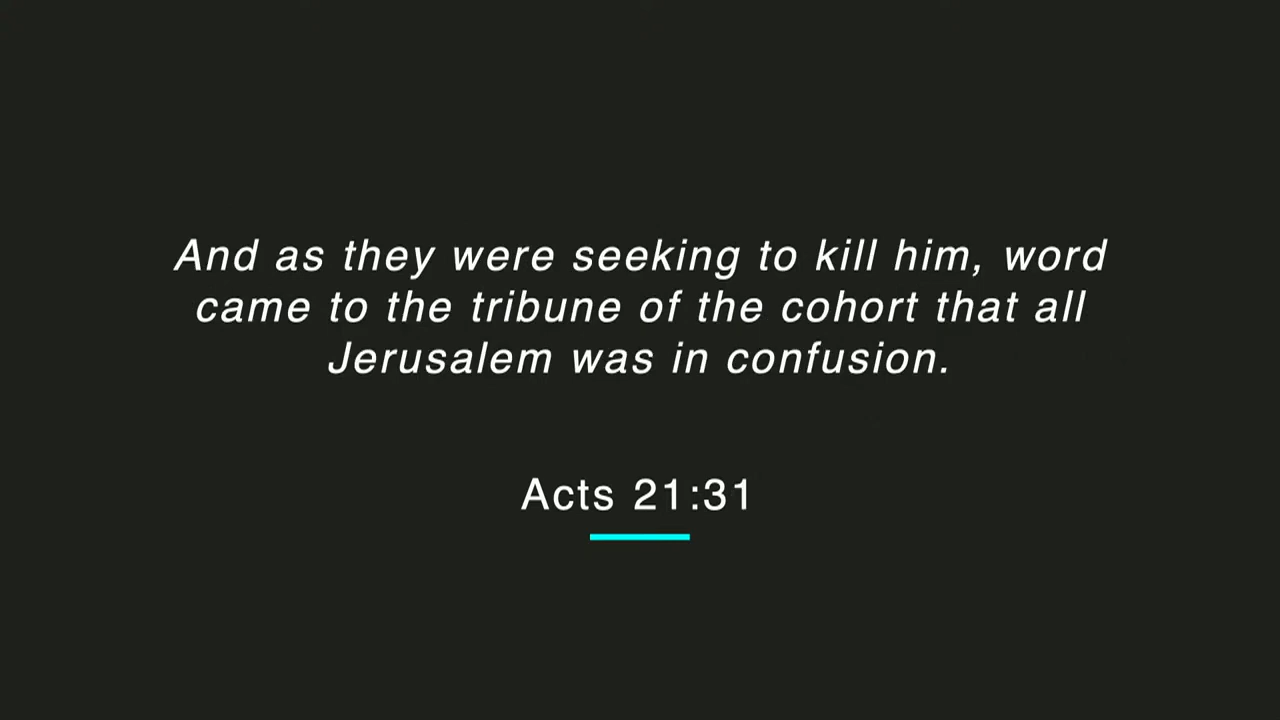 And as they were seeking to kill him, word
came to the tribune of the cohort that all
Jerusalem was in confusion.
Acts 21:31